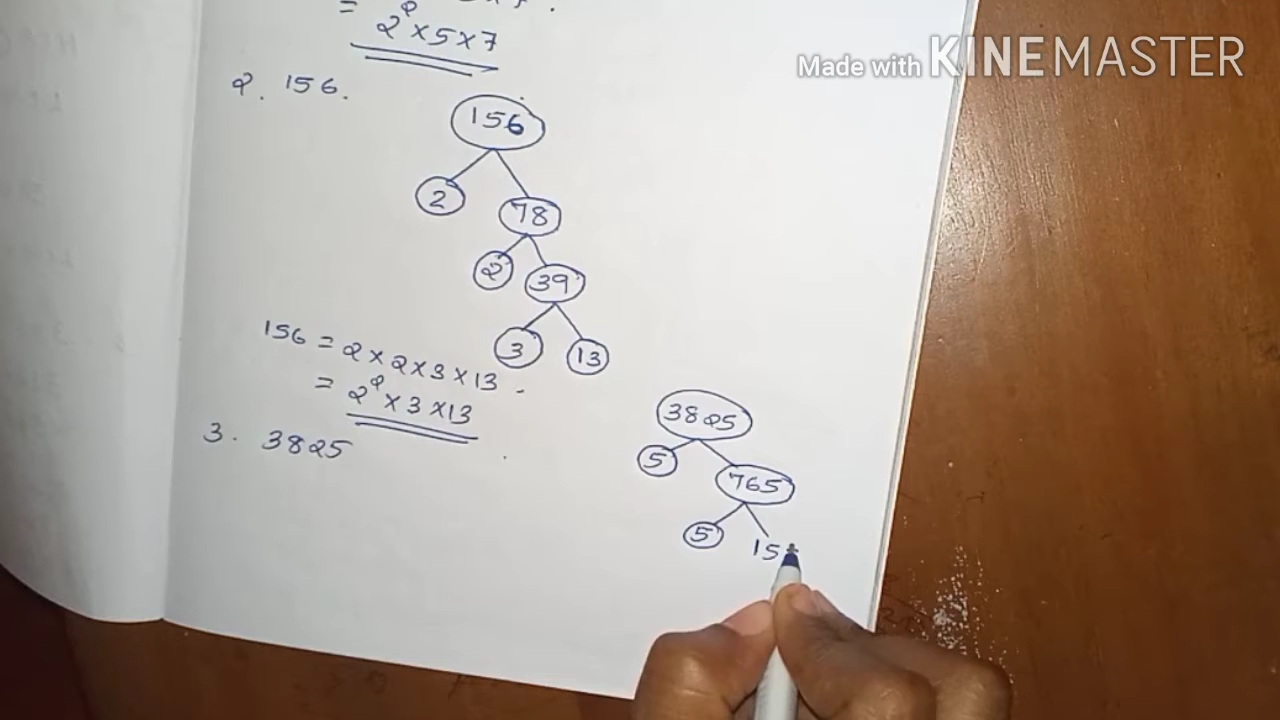 Made with KINEMASTER
= 2² × 5 × 7
2. 156.
156
2 78
2 39
3 13
156 = 2 × 2 × 3 × 13
= 2² × 3 × 13
3. 3825
3825
5 765
5 15